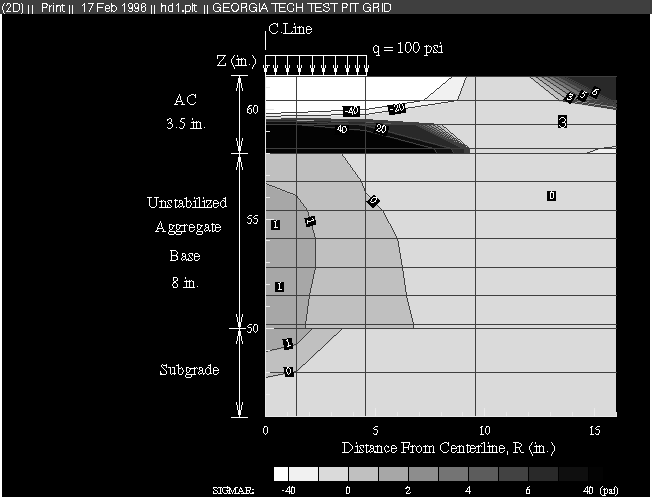 (2D) || Print || 17 Feb 1998 || hd1.plt || GEORGIA TECH TEST PIT GRID
C.Line
q = 100 psi
Z (in.)
AC
3.5 in.
60
-40
-20
3
5
6
40
20
3
Unstabilized
Aggregate
Base
8 in.
55
0
0
1
1
1
50
Subgrade
1
0
0
5
10
15
Distance From Centerline, R (in.)
SIGMAR:
-40
0
2
4
6
40
(psi)